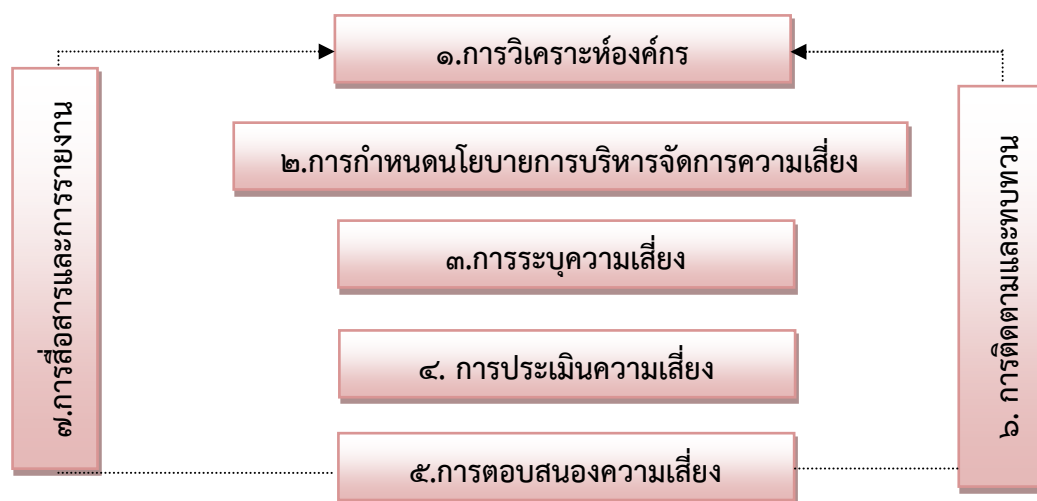 ๑.การวิเคราะห์องค์กร
๒.การกำหนดนโยบายการบริหารจัดการความเสี่ยง
๓.การระบุความเสี่ยง
๔. การประเมินความเสี่ยง
๕.การตอบสนองความเสี่ยง
๖. การติดตามและทบทวน
๗.การสื่อสารและการรายงาน